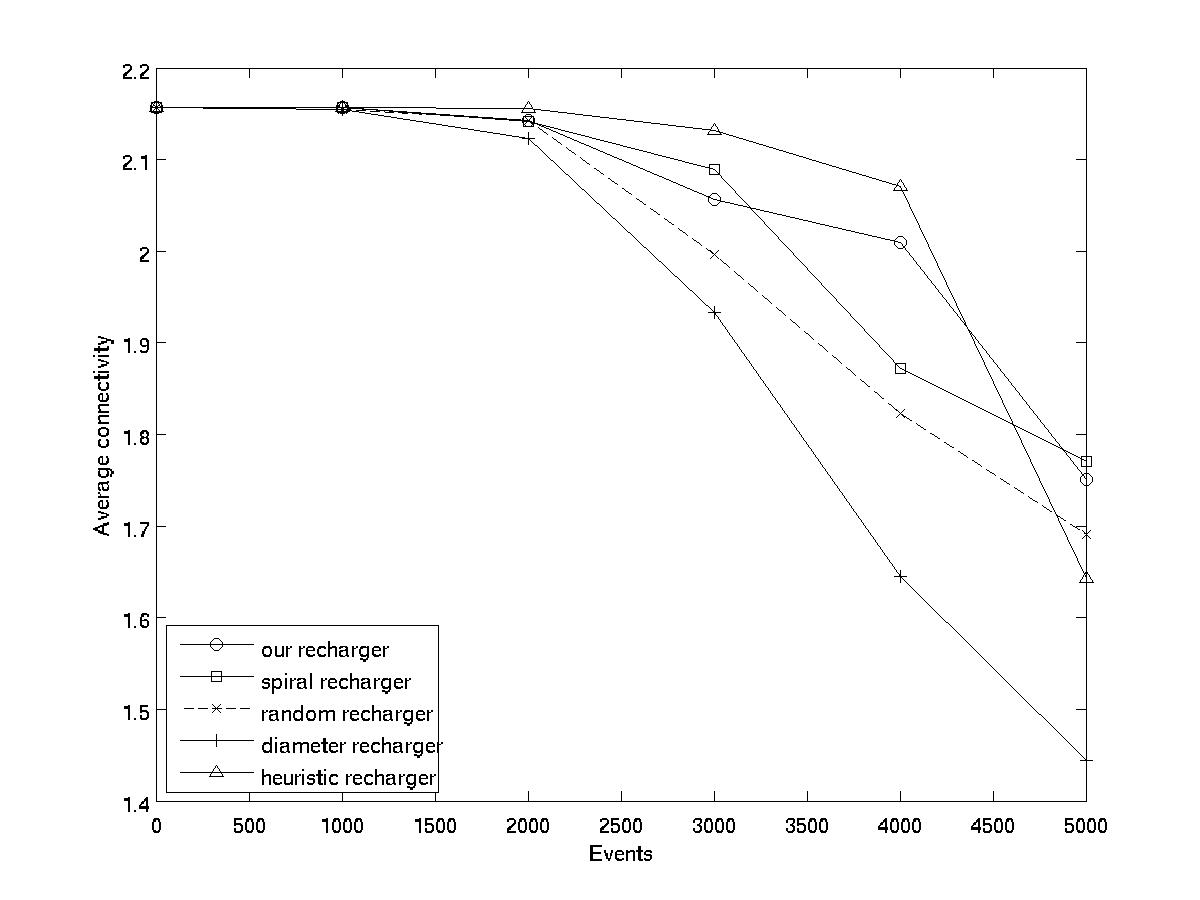 2.2
2.1
2
1.9
1.8
1.7
1.6
1.5
1.4
Average connectivity
our recharger
spiral recharger
random recharger
diameter recharger
heuristic recharger
0 500 1000 1500 2000 2500 3000 3500 4000 4500 5000
Events